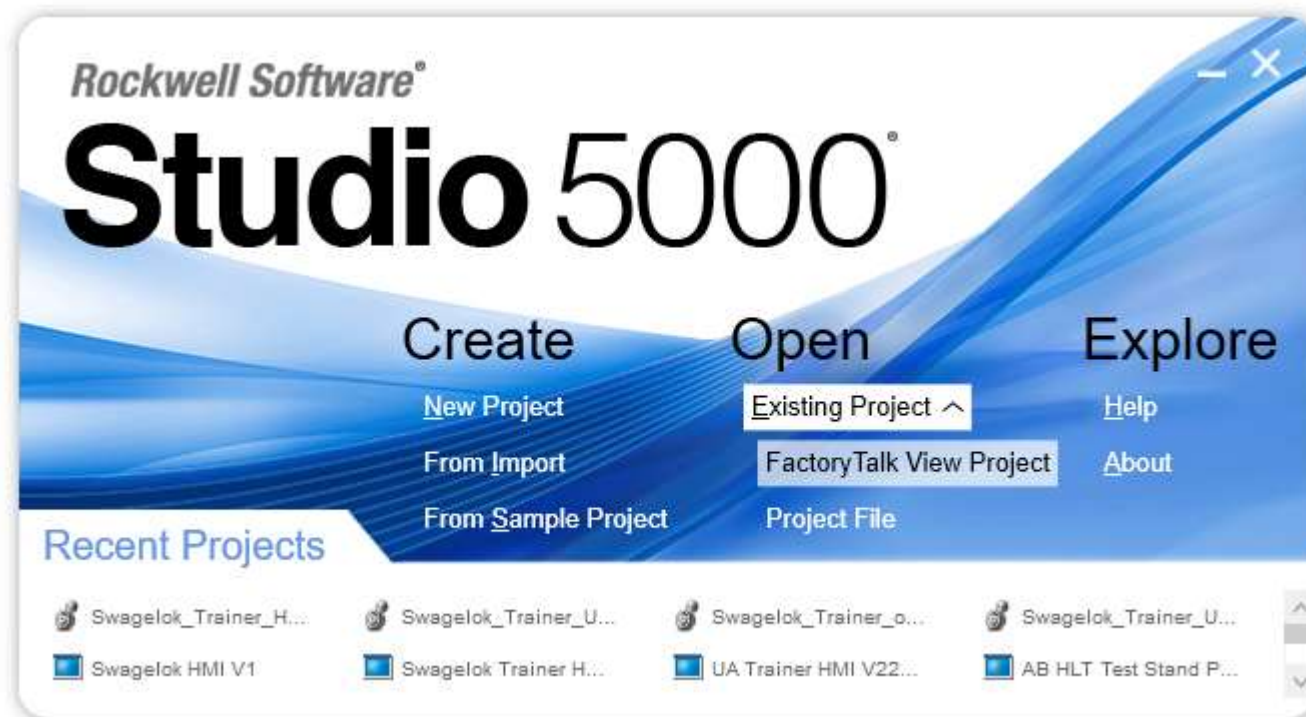 Rockwell Software®
Studio 5000®
Create Open Explore
New Project Existing Project Help
From Import FactoryTalk View Project About
From Sample Project Project File
Recent Projects
Swagelok_Trainer_H... Swagelok_Trainer_U... Swagelok_Trainer_o... Swagelok_Trainer_U...
Swagelok HMI V1 Swagelok Trainer H... UA Trainer HMI V22... AB HLT Test Stand P...